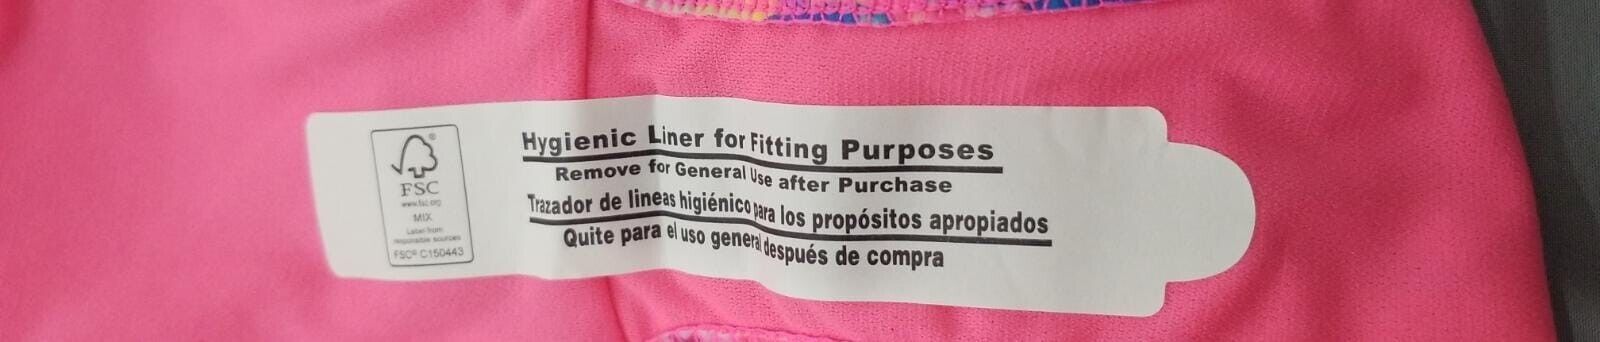 FSC
www.fsc.org
MIX
Label from
responsible sources
FSC® C150443
Hygienic Liner for Fitting Purposes
Remove for General Use after Purchase
Trazador de lineas higiénico para los propósitos apropiados
Quite para el uso general después de compra